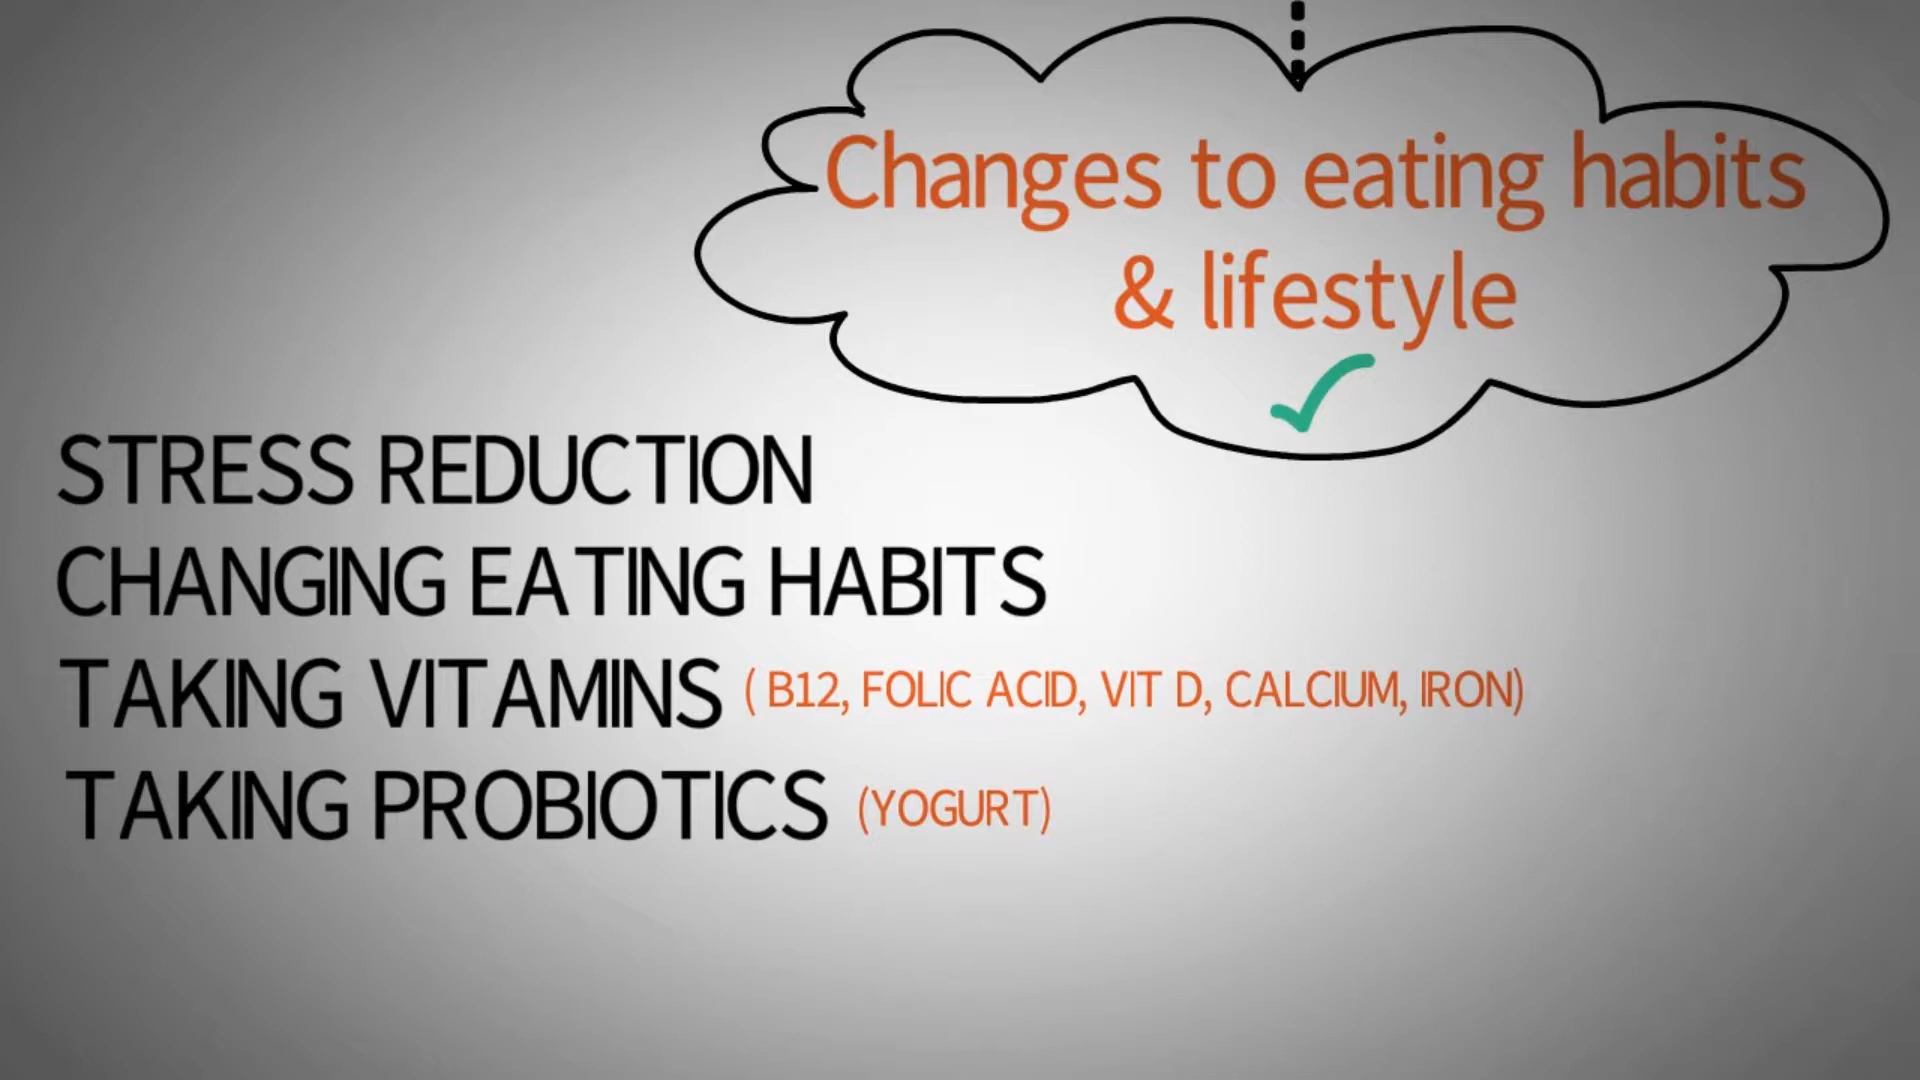 Changes to eating habits
& lifestyle
STRESS REDUCTION
CHANGING EATING HABITS
TAKING VITAMINS ( B12, FOLIC ACID, VIT D, CALCIUM, IRON)
TAKING PROBIOTICS (YOGURT)